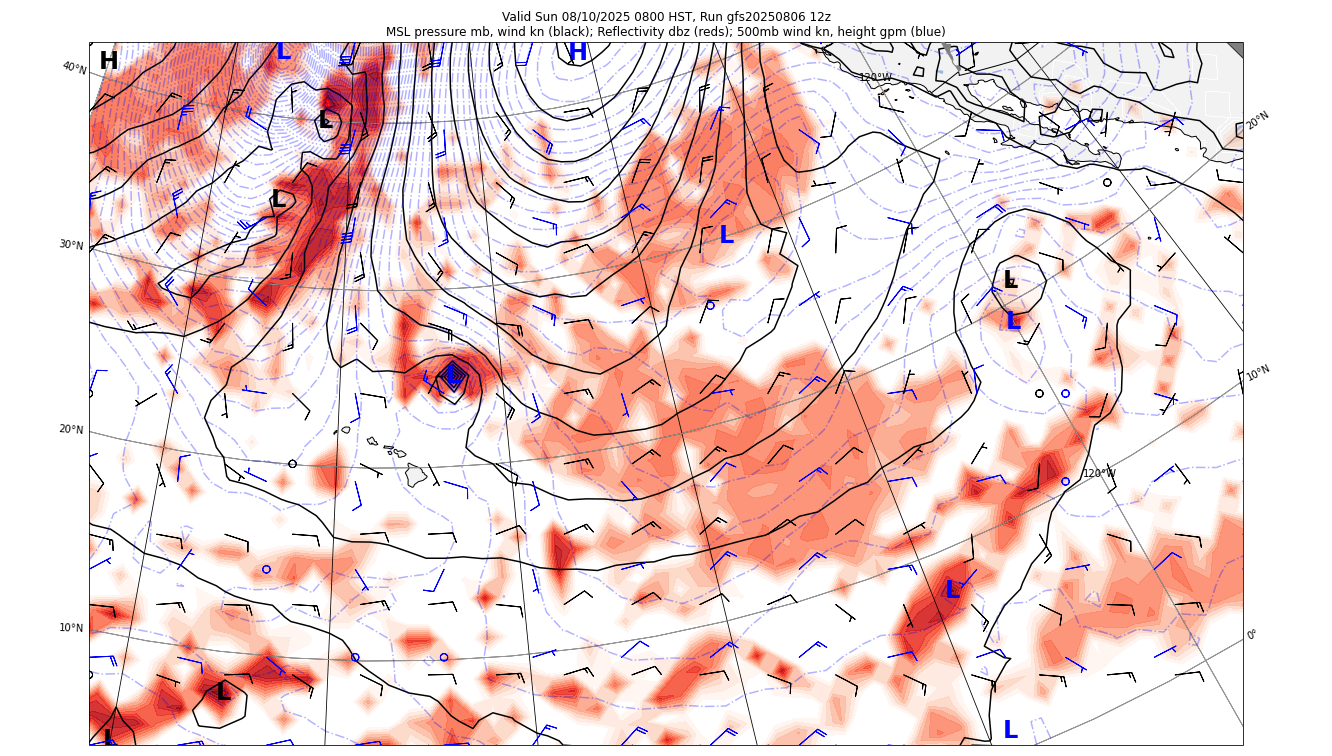 Valid Sun 08/10/2025 0800 HST, Run gfs20250806 12z
MSL pressure mb, wind kn (black); Reflectivity dbz (reds); 500mb wind kn, height gpm (blue)
H
L
H
40°N
120°W
20°N
L
L
30°N
L
L
L
L
10°N
20°N
120°W
L
10°N
0°
L
L
L